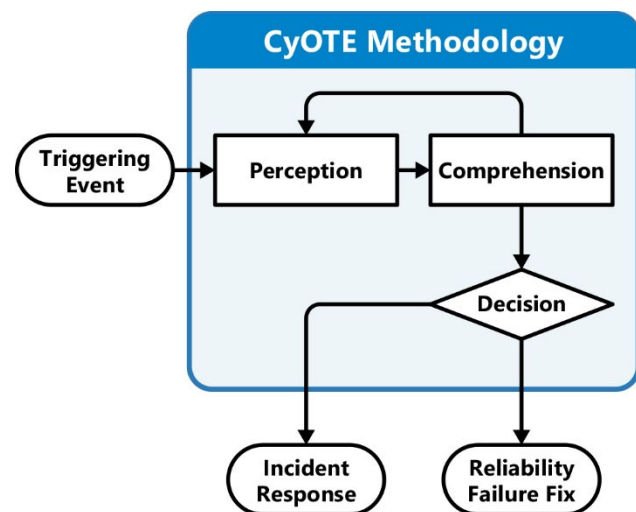 CyOTE Methodology
Triggering
Event
Perception
Comprehension
Decision
Incident
Response
Reliability
Failure Fix